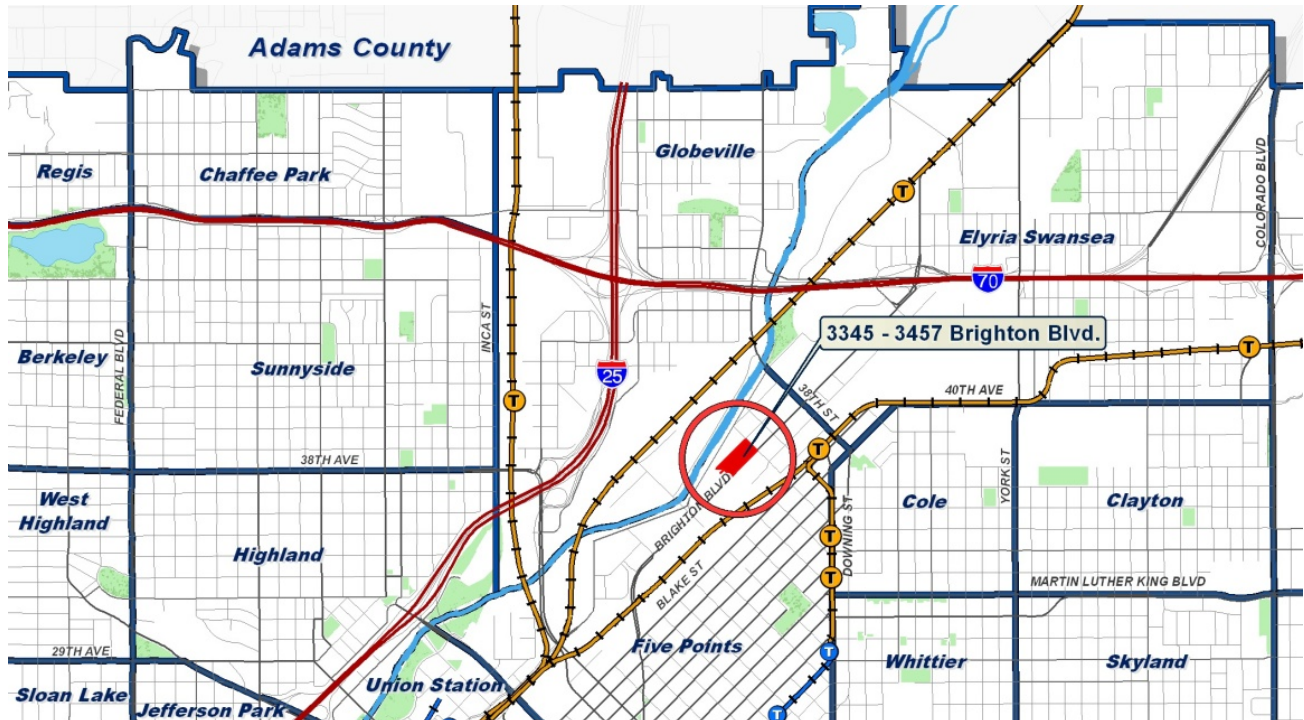 Adams County
Globeville
Regis
Chaffee Park
COLORADO BLVD
Elyria Swansea
70
INCA ST
3345 - 3457 Brighton Blvd.
FEDERAL BLVD
Berkeley
Sunnyside
25
T
T
T
38TH ST
40TH AVE
38TH AVE
T
West
Highland
BRIGHTON BLVD
Cole
YORK ST
Clayton
Highland
T
DOWNING ST
T
BLAKE ST
MARTIN LUTHER KING BLVD
29TH AVE
Five Points
T
Whittier
Skyland
Sloan Lake
Union Station
Jefferson Park
T